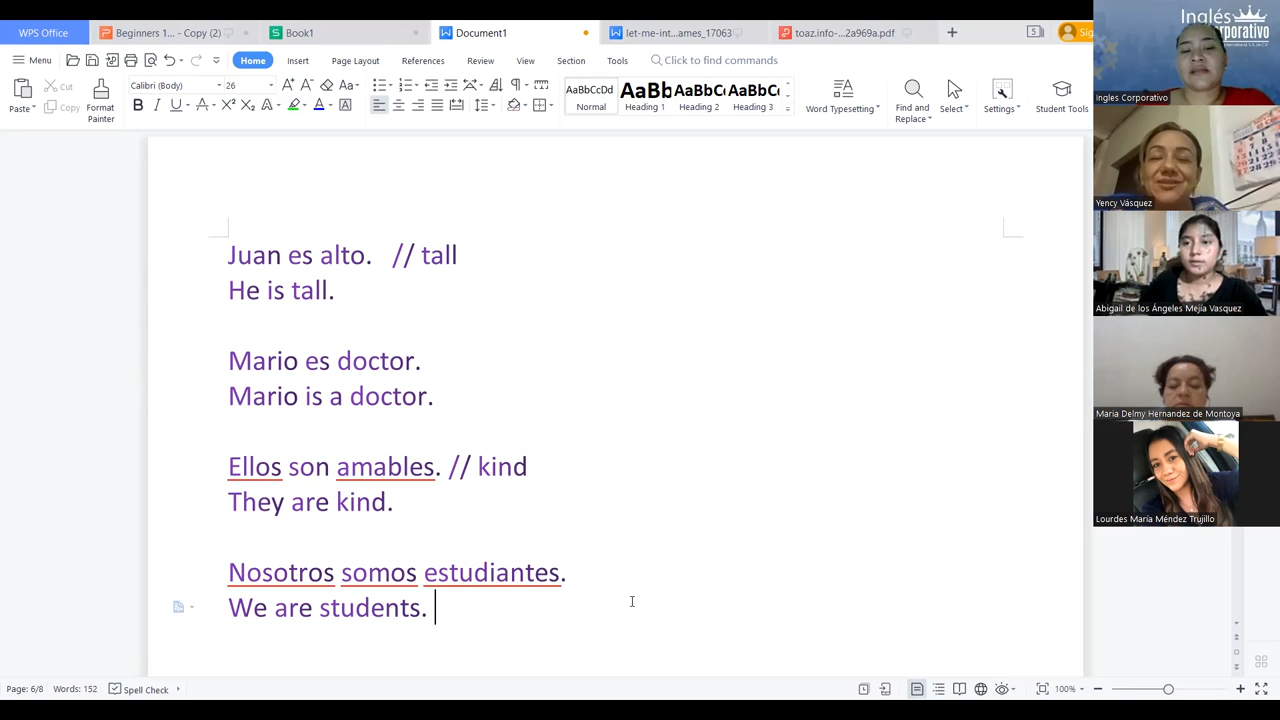 WPS Office
Beginners 1... - Copy (2)
Book1
Document1
let-me-int...ames_17063
toaz.info-...2a969a.pdf
5
Sig
Inglés
Corporativo
Menu
Home
Insert
Page Layout
References
Review
View
Section
Tools
Click to find commands
Paste
Cut
Copy
Format
Painter
Calibri (Body)
26
AaBbCcDd
Normal
AaBb
Heading 1
AaBbC
Heading 2
AaBbC
Heading 3
Word Typesetting
Find and
Replace
Select
Settings
Student Tools
Ingles Corporativo
Yency Vásquez
Abigail de los Ángeles Mejía Vasquez
Maria Delmy Hernandez de Montoya
Lourdes María Méndez Trujillo
Juan es alto. // tall
He is tall.
Mario es doctor.
Mario is a doctor.
Ellos son amables. // kind
They are kind.
Nosotros somos estudiantes.
We are students.
Page: 6/8
Words: 152
Spell Check
100%